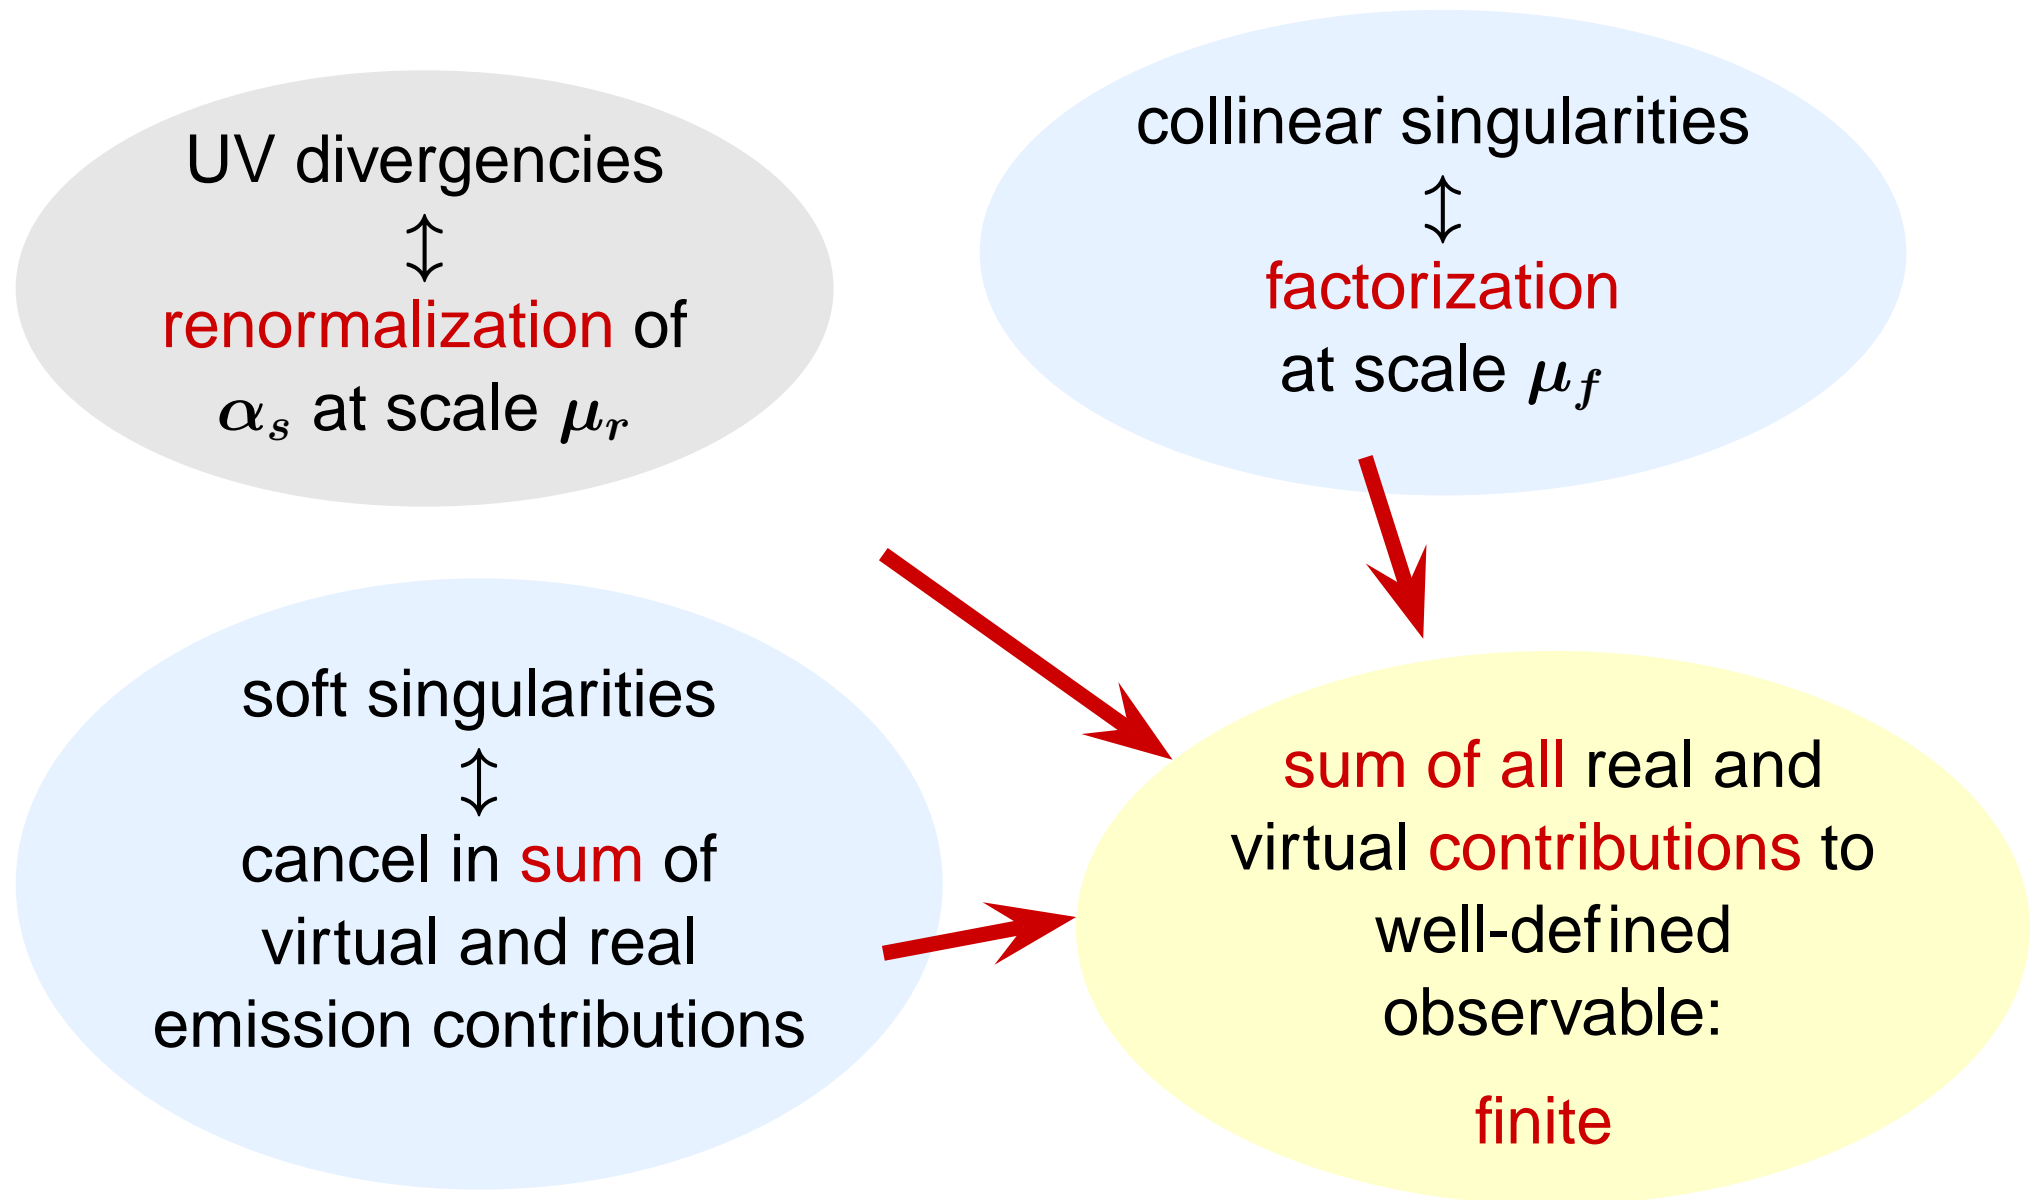 UV divergencies
↕
renormalization of
αₛ at scale μᵣ
collinear singularities
↕
factorization
at scale μ_f
soft singularities
↕
cancel in sum of
virtual and real
emission contributions
sum of all real and
virtual contributions to
well-defined
observable:
finite